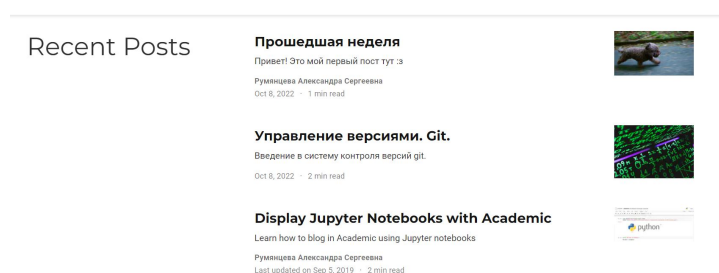 Recent Posts
Прошедшая неделя
Привет! Это мой первый пост тут :з
Румянцева Александра Сергеевна
Oct 8, 2022 · 1 min read
Управление версиями. Git.
Введение в систему контроля версий git.
Oct 8, 2022 · 2 min read
Display Jupyter Notebooks with Academic
Learn how to blog in Academic using Jupyter notebooks
python
Румянцева Александра Сергеевна
Last updated on Sep 5, 2019 · 2 min read